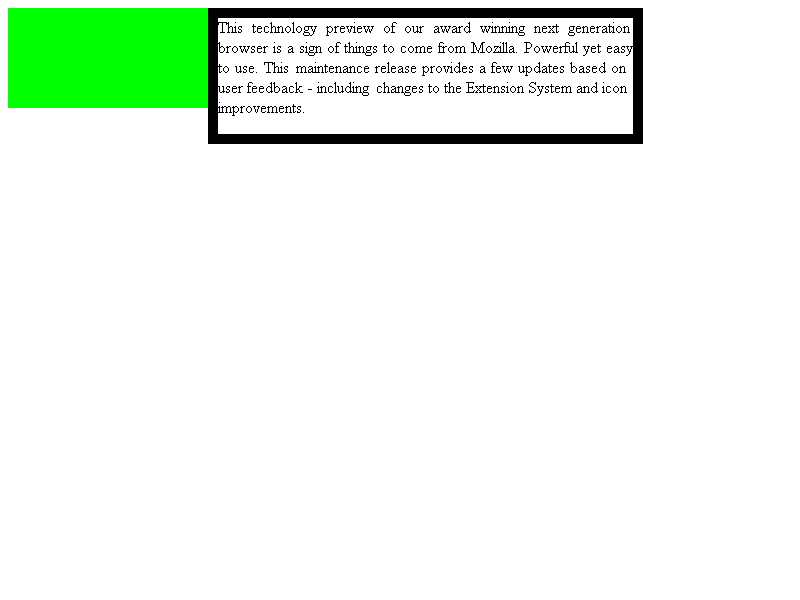 This technology preview of our award winning next generation
browser is a sign of things to come from Mozilla. Powerful yet easy
to use. This maintenance release provides a few updates based on
user feedback - including changes to the Extension System and icon
improvements.